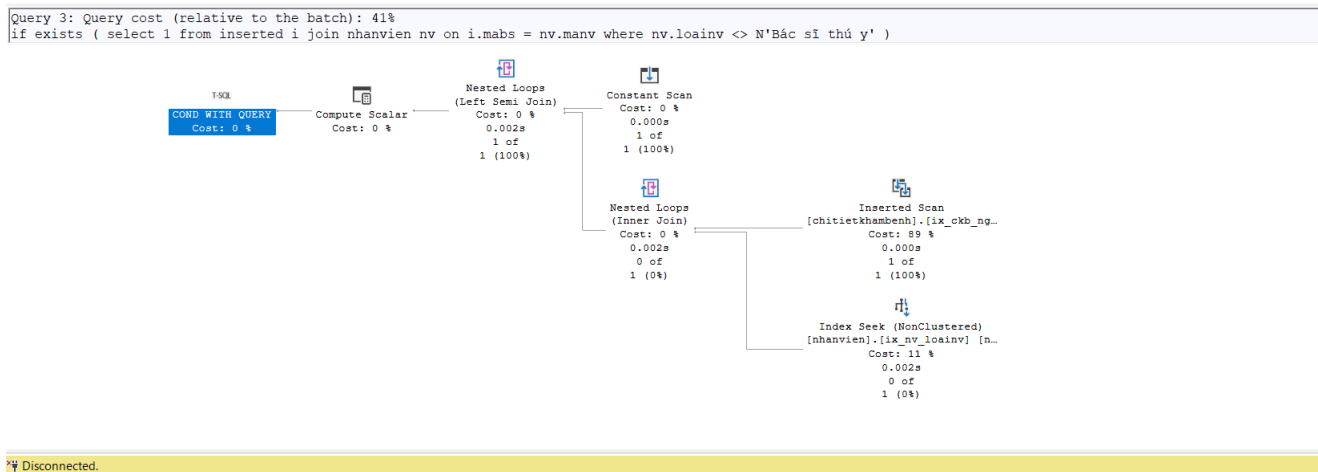 Query 3: Query cost (relative to the batch): 41%
if exists ( select 1 from inserted i join nhanvien nv on i.mabs = nv.manv where nv.loainv <> N'Bác sĩ thú y' )
T-SQL
COND WITH QUERY
Cost: 0 %
Compute Scalar
Cost: 0 %
Nested Loops
(Left Semi Join)
Cost: 0 %
0.002s
1 of
1 (100%)
Constant Scan
Cost: 0 %
0.000s
1 of
1 (100%)
Nested Loops
(Inner Join)
Cost: 0 %
0.002s
0 of
1 (0%)
Inserted Scan
[chitietkhambenh].[ix_ckb_ng…
Cost: 89 %
0.000s
1 of
1 (100%)
Index Seek (NonClustered)
[nhanvien].[ix_nv_loainv] [n…
Cost: 11 %
0.002s
0 of
1 (0%)
Disconnected.